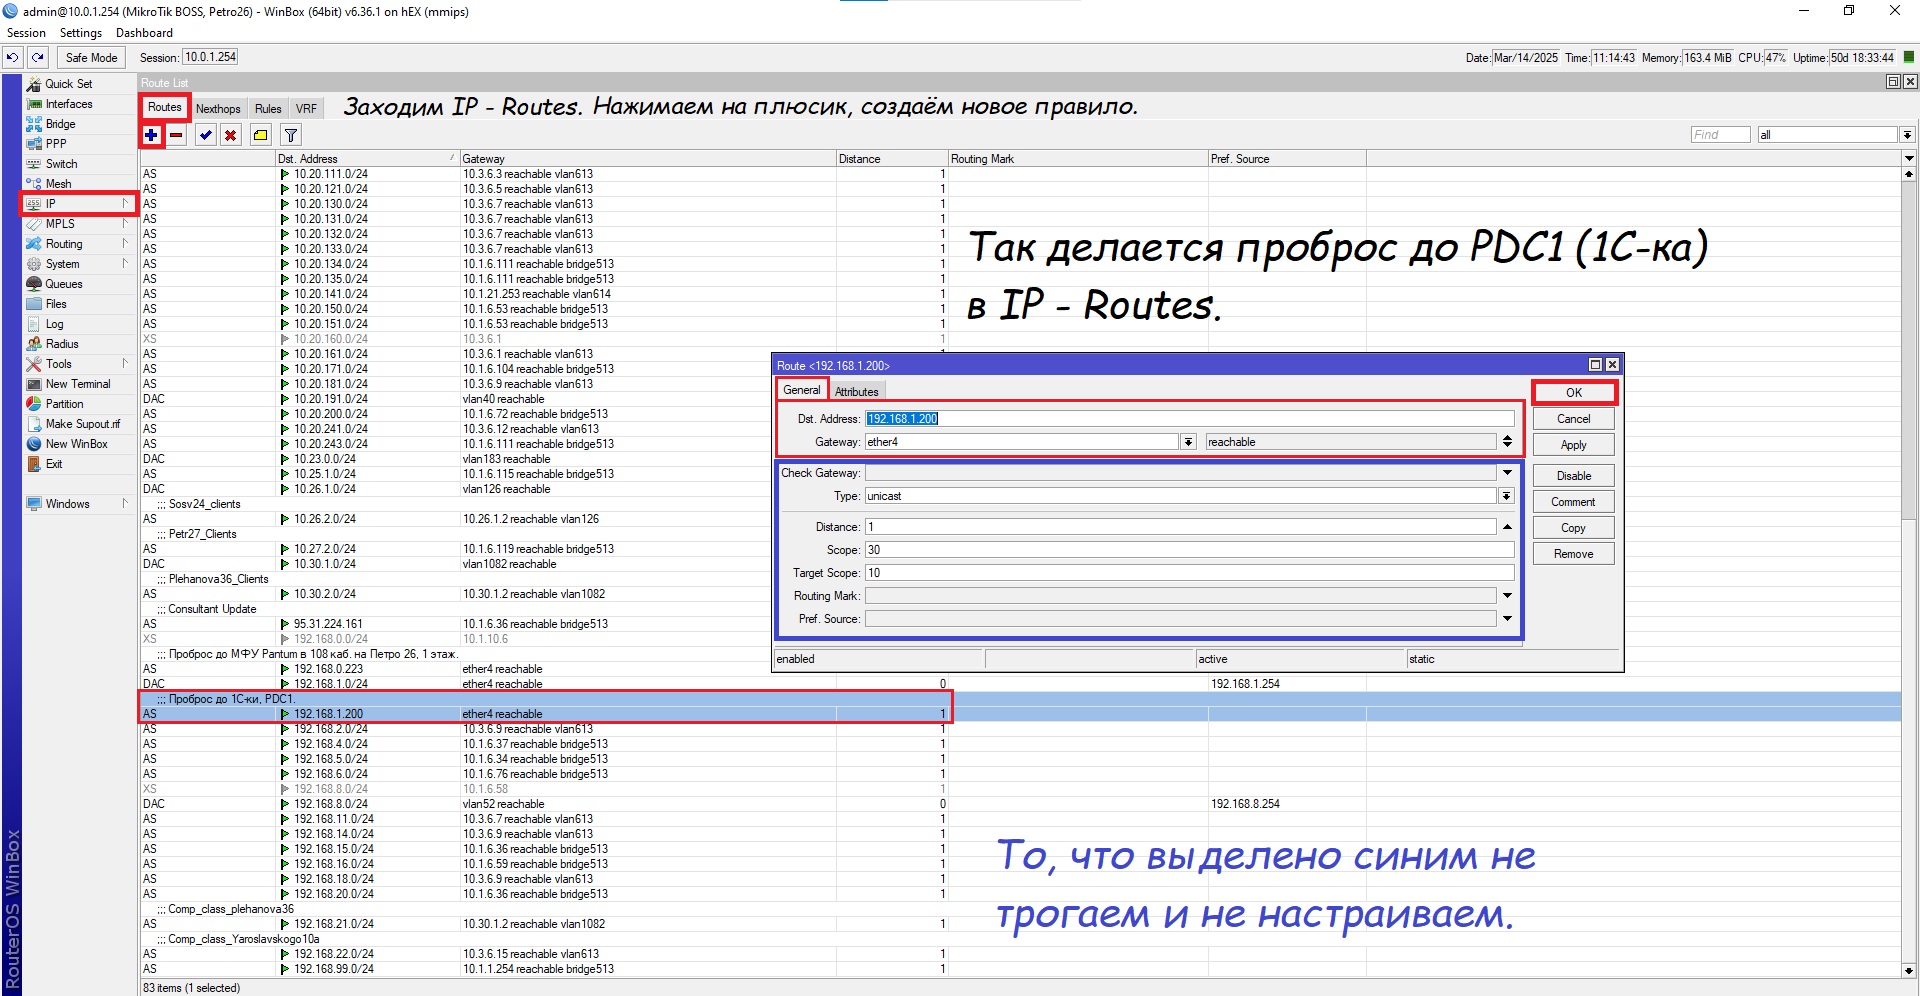 admin@10.0.1.254 (MikroTik BOSS, Petro26) - WinBox (64bit) v6.36.1 on hEX (mmips)
Session Settings Dashboard
Safe Mode Session: 10.0.1.254 Date: Mar/14/2025 Time: 11:14:43 Memory: 163.4 MiB CPU: 47% Uptime: 50d 18:33:44
RouterOS WinBox
Quick Set
Interfaces
Bridge
PPP
Switch
Mesh
IP
MPLS
Routing
System
Queues
Files
Log
Radius
Tools
New Terminal
Partition
Make Supout.rif
New WinBox
Exit
Windows
Route List
Routes Nexthops Rules VRF
Заходим IP - Routes. Нажимаем на плюсик, создаём новое правило.
Find all
Dst. Address Gateway Distance Routing Mark Pref. Source
AS 10.20.111.0/24 10.3.6.3 reachable vlan613 1
AS 10.20.121.0/24 10.3.6.5 reachable vlan613 1
AS 10.20.130.0/24 10.3.6.7 reachable vlan613 1
AS 10.20.131.0/24 10.3.6.7 reachable vlan613 1
AS 10.20.132.0/24 10.3.6.7 reachable vlan613 1
AS 10.20.133.0/24 10.3.6.7 reachable vlan613 1
AS 10.20.134.0/24 10.1.6.111 reachable bridge513 1
AS 10.20.135.0/24 10.1.6.111 reachable bridge513 1
AS 10.20.141.0/24 10.1.21.253 reachable vlan614 1
AS 10.20.150.0/24 10.1.6.53 reachable bridge513 1
AS 10.20.151.0/24 10.1.6.53 reachable bridge513 1
XS 10.20.160.0/24 10.3.6.1 1
AS 10.20.161.0/24 10.3.6.1 reachable vlan613
AS 10.20.171.0/24 10.1.6.104 reachable bridge513
AS 10.20.181.0/24 10.3.6.9 reachable vlan613
DAC 10.20.191.0/24 vlan40 reachable
AS 10.20.200.0/24 10.1.6.72 reachable bridge513
AS 10.20.241.0/24 10.3.6.12 reachable vlan613
AS 10.20.243.0/24 10.1.6.111 reachable bridge513
DAC 10.23.0.0/24 vlan183 reachable
AS 10.25.1.0/24 10.1.6.115 reachable bridge513
DAC 10.26.1.0/24 vlan126 reachable
;;; Sosv24_clients
AS 10.26.2.0/24 10.26.1.2 reachable vlan126
;;; Petr27_Clients
AS 10.27.2.0/24 10.1.6.119 reachable bridge513
DAC 10.30.1.0/24 vlan1082 reachable
;;; Plehanova36_Clients
AS 10.30.2.0/24 10.30.1.2 reachable vlan1082
;;; Consultant Update
AS 95.31.224.161 10.1.6.36 reachable bridge513
XS 192.168.0.0/24 10.1.10.6
;;; Проброс до МФУ Pantum в 108 каб. на Петро 26, 1 этаж.
AS 192.168.0.223 ether4 reachable
DAC 192.168.1.0/24 ether4 reachable 0 192.168.1.254
;;; Проброс до 1С-ки, PDC1.
AS 192.168.1.200 ether4 reachable 1
AS 192.168.2.0/24 10.3.6.9 reachable vlan613 1
AS 192.168.4.0/24 10.1.6.37 reachable bridge513 1
AS 192.168.5.0/24 10.1.6.34 reachable bridge513 1
AS 192.168.6.0/24 10.1.6.76 reachable bridge513 1
XS 192.168.8.0/24 10.1.6.58 1
DAC 192.168.8.0/24 vlan52 reachable 0 192.168.8.254
AS 192.168.11.0/24 10.3.6.7 reachable vlan613 1
AS 192.168.14.0/24 10.3.6.9 reachable vlan613 1
AS 192.168.15.0/24 10.1.6.36 reachable bridge513 1
AS 192.168.16.0/24 10.1.6.59 reachable bridge513 1
AS 192.168.18.0/24 10.3.6.9 reachable vlan613 1
AS 192.168.20.0/24 10.1.6.36 reachable bridge513 1
;;; Comp_class_plehanova36
AS 192.168.21.0/24 10.30.1.2 reachable vlan1082 1
;;; Comp_class_Yaroslavskogo10a
AS 192.168.22.0/24 10.3.6.15 reachable vlan613 1
AS 192.168.99.0/24 10.1.1.254 reachable bridge513 1
83 items (1 selected)
Так делается проброс до PDC1 (1С-ка)
в IP - Routes.
Route <192.168.1.200>
General Attributes
Dst. Address: 192.168.1.200
Gateway: ether4 reachable
Check Gateway:
Type: unicast
Distance: 1
Scope: 30
Target Scope: 10
Routing Mark:
Pref. Source:
OK
Cancel
Apply
Disable
Comment
Copy
Remove
enabled active static
То, что выделено синим не
трогаем и не настраиваем.